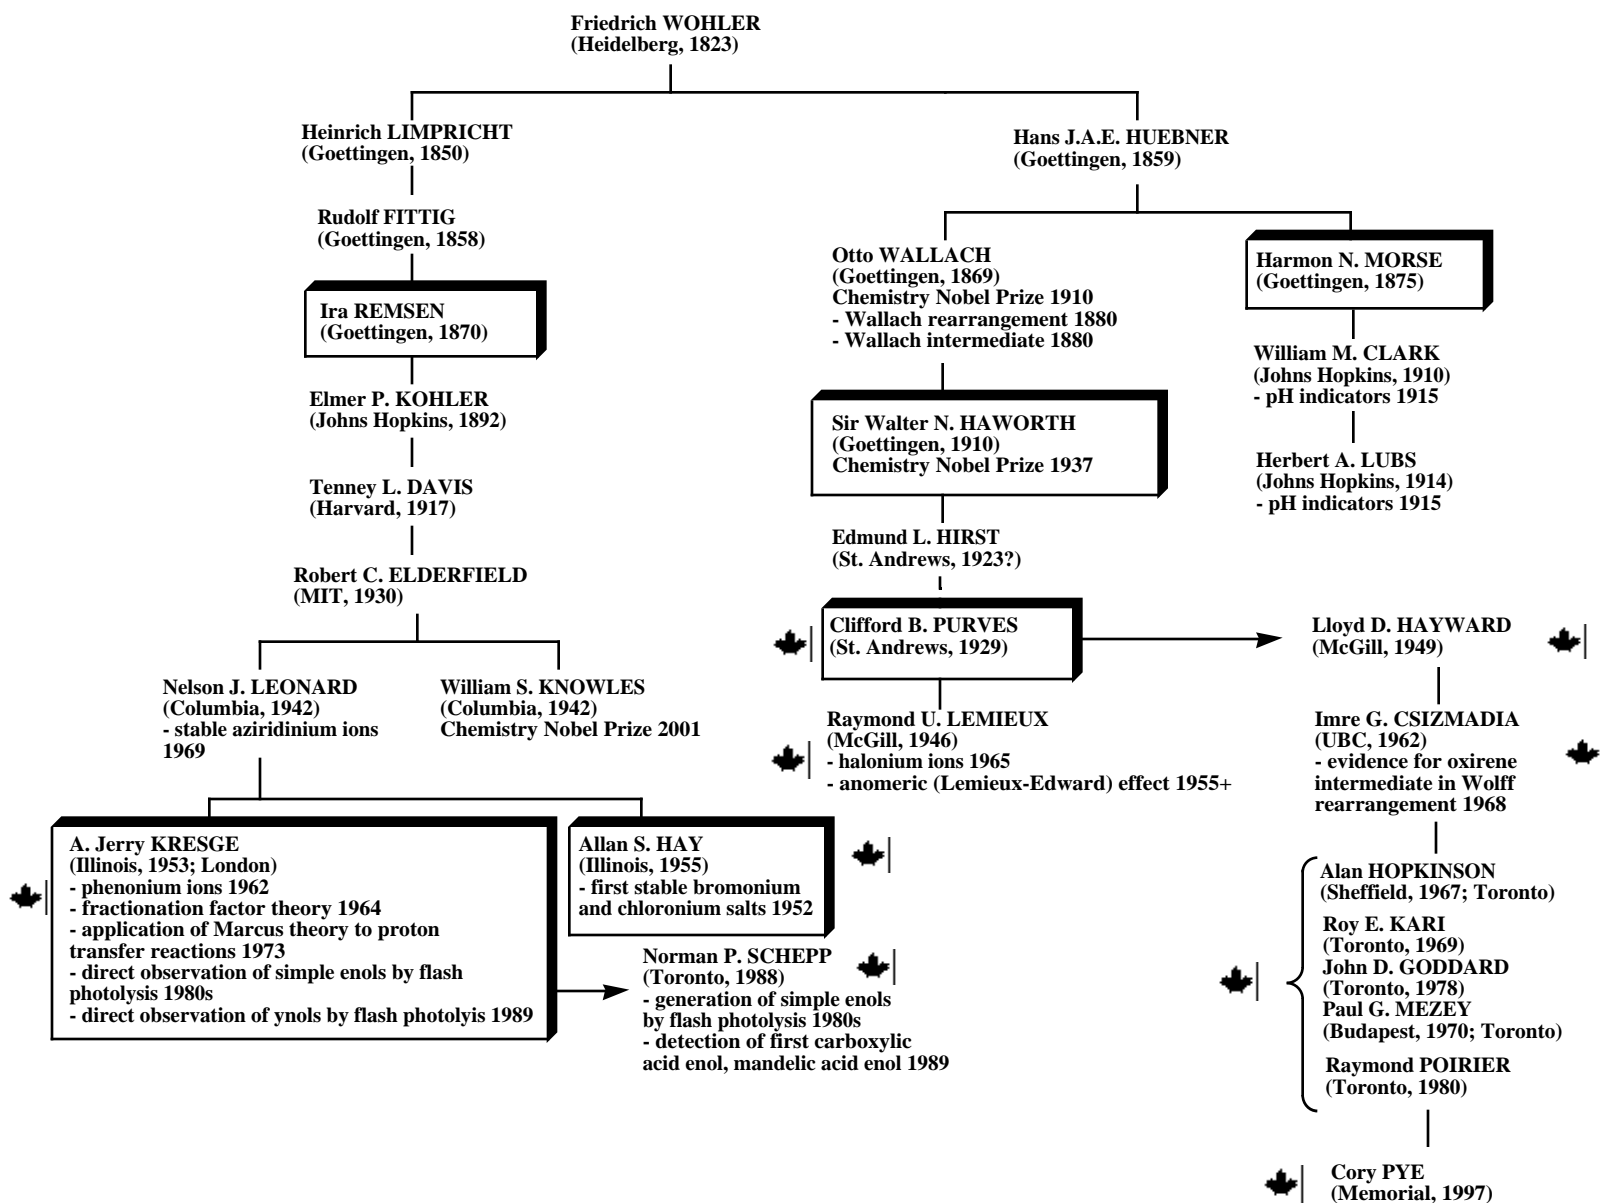 Friedrich WOHLER
(Heidelberg, 1823)
Heinrich LIMPRICHT
(Goettingen, 1850)
Hans J.A.E. HUEBNER
(Goettingen, 1859)
Rudolf FITTIG
(Goettingen, 1858)
Otto WALLACH
(Goettingen, 1869)
Chemistry Nobel Prize 1910
- Wallach rearrangement 1880
- Wallach intermediate 1880
Harmon N. MORSE
(Goettingen, 1875)
Ira REMSEN
(Goettingen, 1870)
William M. CLARK
(Johns Hopkins, 1910)
- pH indicators 1915
Elmer P. KOHLER
(Johns Hopkins, 1892)
Sir Walter N. HAWORTH
(Goettingen, 1910)
Chemistry Nobel Prize 1937
Herbert A. LUBS
(Johns Hopkins, 1914)
- pH indicators 1915
Tenney L. DAVIS
(Harvard, 1917)
Edmund L. HIRST
(St. Andrews, 1923?)
Robert C. ELDERFIELD
(MIT, 1930)
Clifford B. PURVES
(St. Andrews, 1929)
Lloyd D. HAYWARD
(McGill, 1949)
Nelson J. LEONARD
(Columbia, 1942)
- stable aziridinium ions
1969
William S. KNOWLES
(Columbia, 1942)
Chemistry Nobel Prize 2001
Raymond U. LEMIEUX
(McGill, 1946)
- halonium ions 1965
- anomeric (Lemieux-Edward) effect 1955+
Imre G. CSIZMADIA
(UBC, 1962)
- evidence for oxirene
intermediate in Wolff
rearrangement 1968
A. Jerry KRESGE
(Illinois, 1953; London)
- phenonium ions 1962
- fractionation factor theory 1964
- application of Marcus theory to proton
transfer reactions 1973
- direct observation of simple enols by flash
photolysis 1980s
- direct observation of ynols by flash photolyis 1989
Allan S. HAY
(Illinois, 1955)
- first stable bromonium
and chloronium salts 1952
Norman P. SCHEPP
(Toronto, 1988)
- generation of simple enols
by flash photolysis 1980s
- detection of first carboxylic
acid enol, mandelic acid enol 1989
Alan HOPKINSON
(Sheffield, 1967; Toronto)
Roy E. KARI
(Toronto, 1969)
John D. GODDARD
(Toronto, 1978)
Paul G. MEZEY
(Budapest, 1970; Toronto)
Raymond POIRIER
(Toronto, 1980)
Cory PYE
(Memorial, 1997)